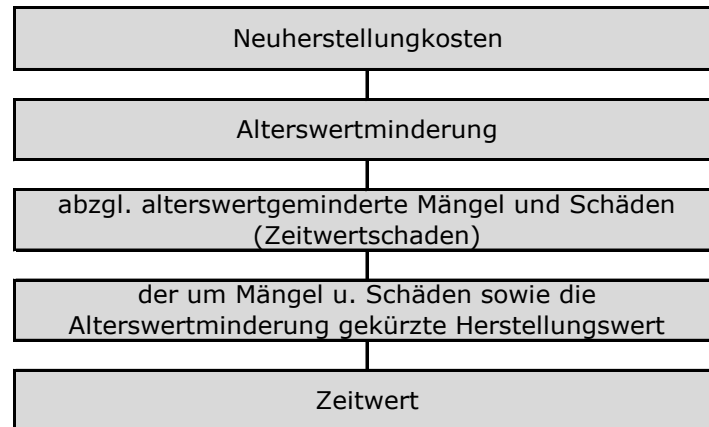 Neuherstellungkosten
Alterswertminderung
abzgl. alterswertgeminderte Mängel und Schäden
(Zeitwertschaden)
der um Mängel u. Schäden sowie die
Alterswertminderung gekürzte Herstellungswert
Zeitwert